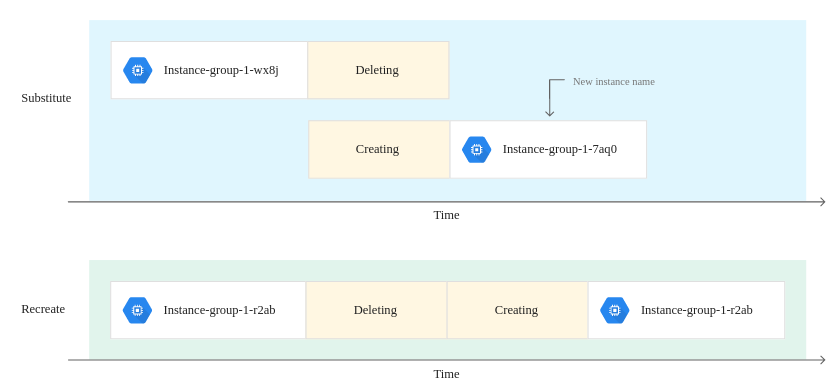 Instance-group-1-wx8j
Deleting
New instance name
Substitute
Creating
Instance-group-1-7aq0
Time
Recreate
Instance-group-1-r2ab
Deleting
Creating
Instance-group-1-r2ab
Time